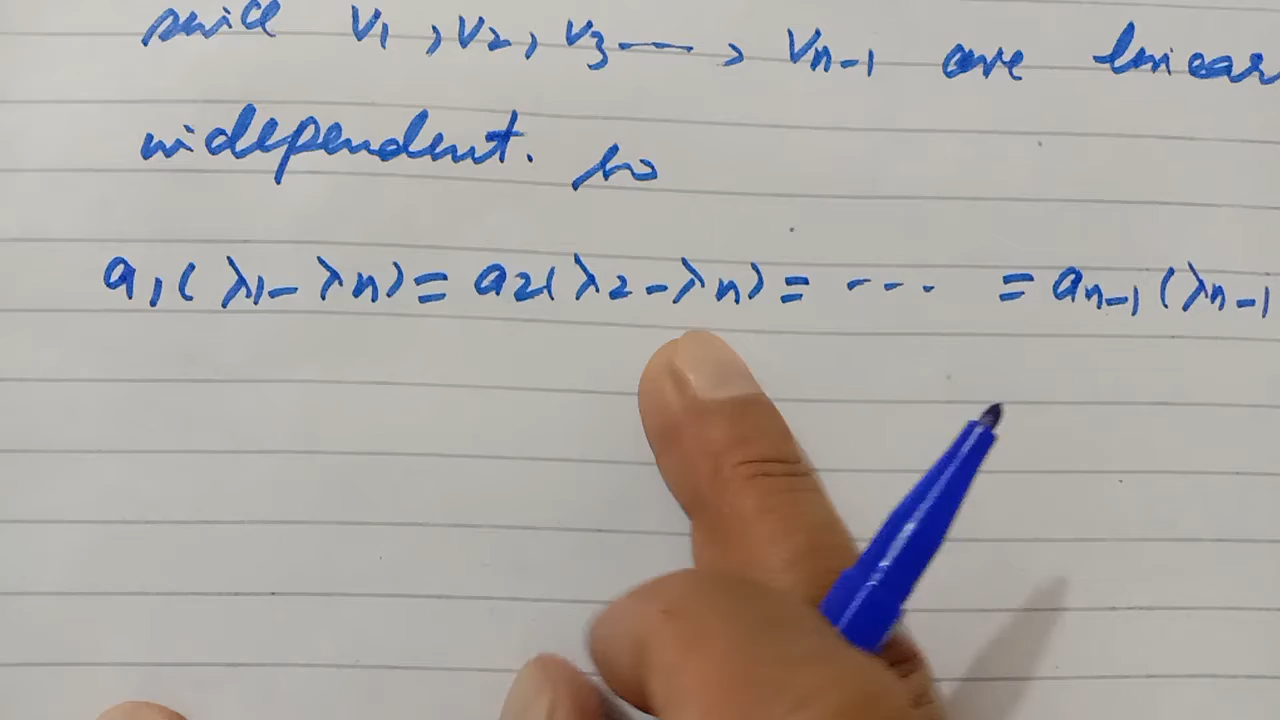 since v1, v2, v3 ---, vn-1 are linear
independent. so
a1(λ1-λn) = a2(λ2-λn) = --- = an-1(λn-1